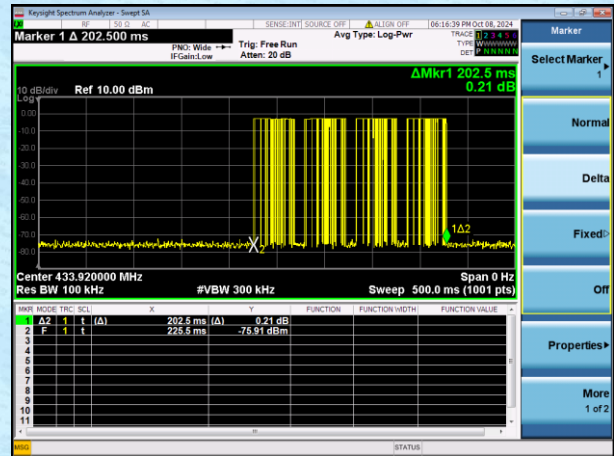 Keysight Spectrum Analyzer - Swept SA
RF 50 Ω AC SENSE:INT SOURCE OFF ALIGN OFF 06:16:39 PM Oct 08, 2024
Marker 1 Δ 202.500 ms
Avg Type: Log-Pwr
TRACE 1 2 3 4 5 6
TYPE WWWWWW
DET P N N N N N
PNO: Wide
IFGain:Low
Trig: Free Run
Atten: 20 dB
ΔMkr1 202.5 ms
0.21 dB
10 dB/div
Log
Ref 10.00 dBm
0.00
-10.0
-20.0
-30.0
-40.0
-50.0
-60.0
-70.0
-80.0
1Δ2
2
Center 433.920000 MHz
Span 0 Hz
Res BW 100 kHz
#VBW 300 kHz
Sweep 500.0 ms (1001 pts)
MKR MODE TRC SCL X Y FUNCTION FUNCTION WIDTH FUNCTION VALUE
1 Δ2 1 t (Δ) 202.5 ms (Δ) 0.21 dB
2 F 1 t 225.5 ms -75.91 dBm
3
4
5
6
7
8
9
10
11
MSG
STATUS
Marker
Select Marker
1
Normal
Delta
Fixed
Off
Properties
More
1 of 2